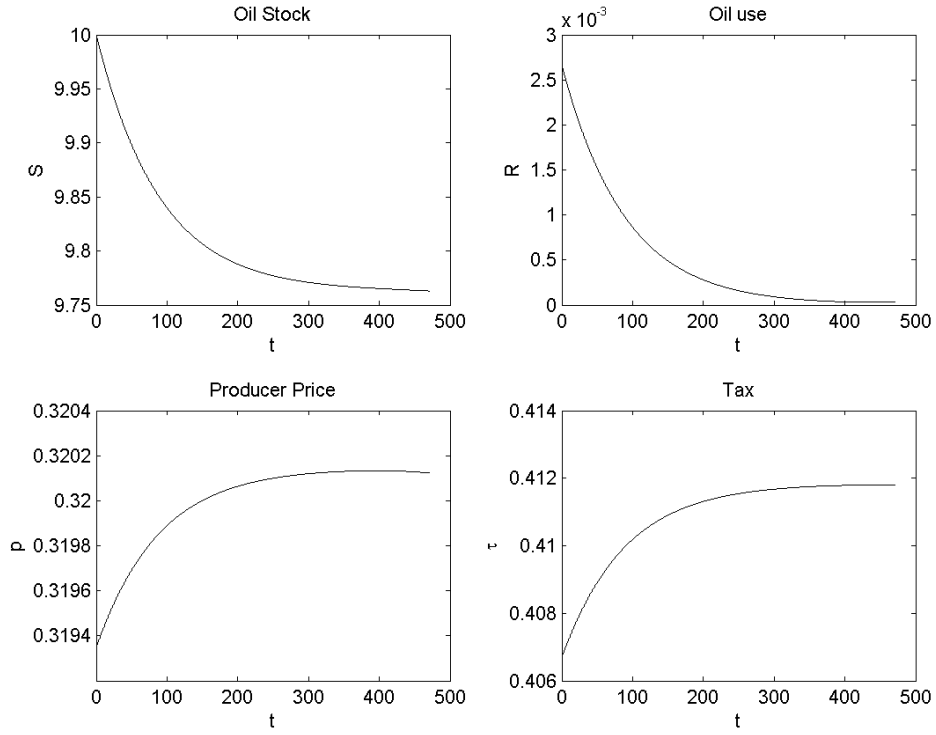 Oil Stock
10
9.95
9.9
9.85
9.8
9.75
S
0 100 200 300 400 500
t
Oil use
x 10-3
3
2.5
2
1.5
1
0.5
0
R
0 100 200 300 400 500
t
Producer Price
0.3204
0.3202
0.32
0.3198
0.3196
0.3194
p
0 100 200 300 400 500
t
Tax
0.414
0.412
0.41
0.408
0.406
τ
0 100 200 300 400 500
t